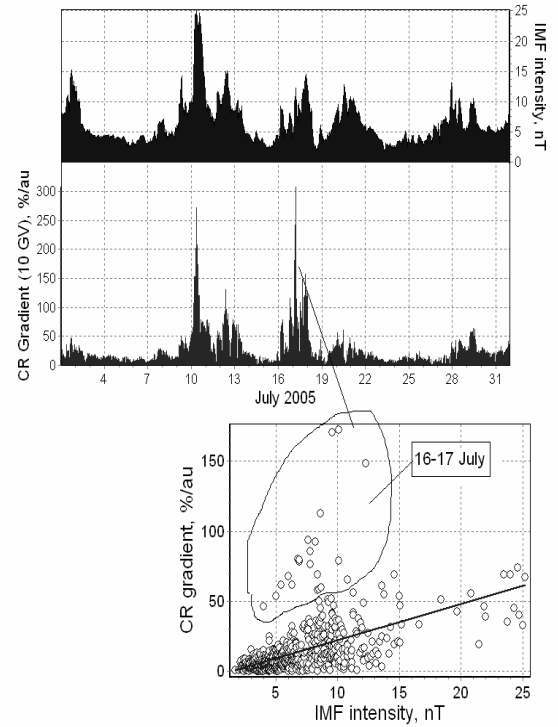 25
20
15
10
5
0
IMF intensity, nT
300
250
200
150
100
50
0
CR Gradient (10 GV), %/au
4 7 10 13 16 19 22 25 28 31
July 2005
150
100
50
0
CR gradient, %/au
16-17 July
5 10 15 20 25
IMF intensity, nT